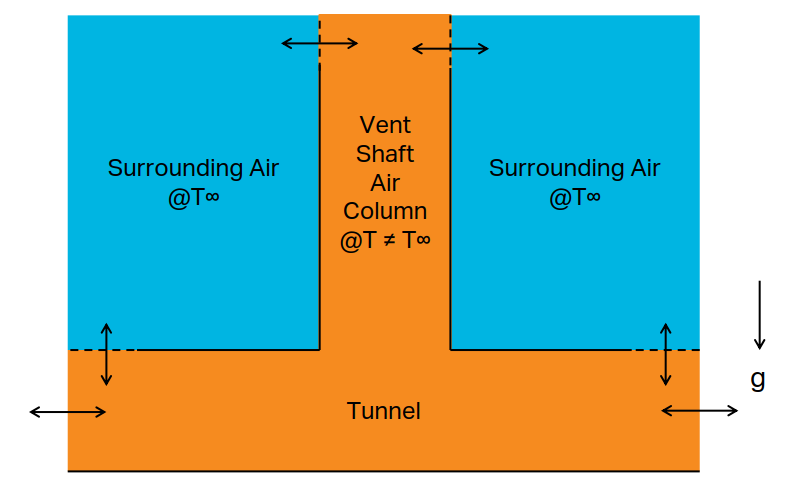 Surrounding Air
@T∞
Vent
Shaft
Air
Column
@T ≠ T∞
Surrounding Air
@T∞
g
Tunnel